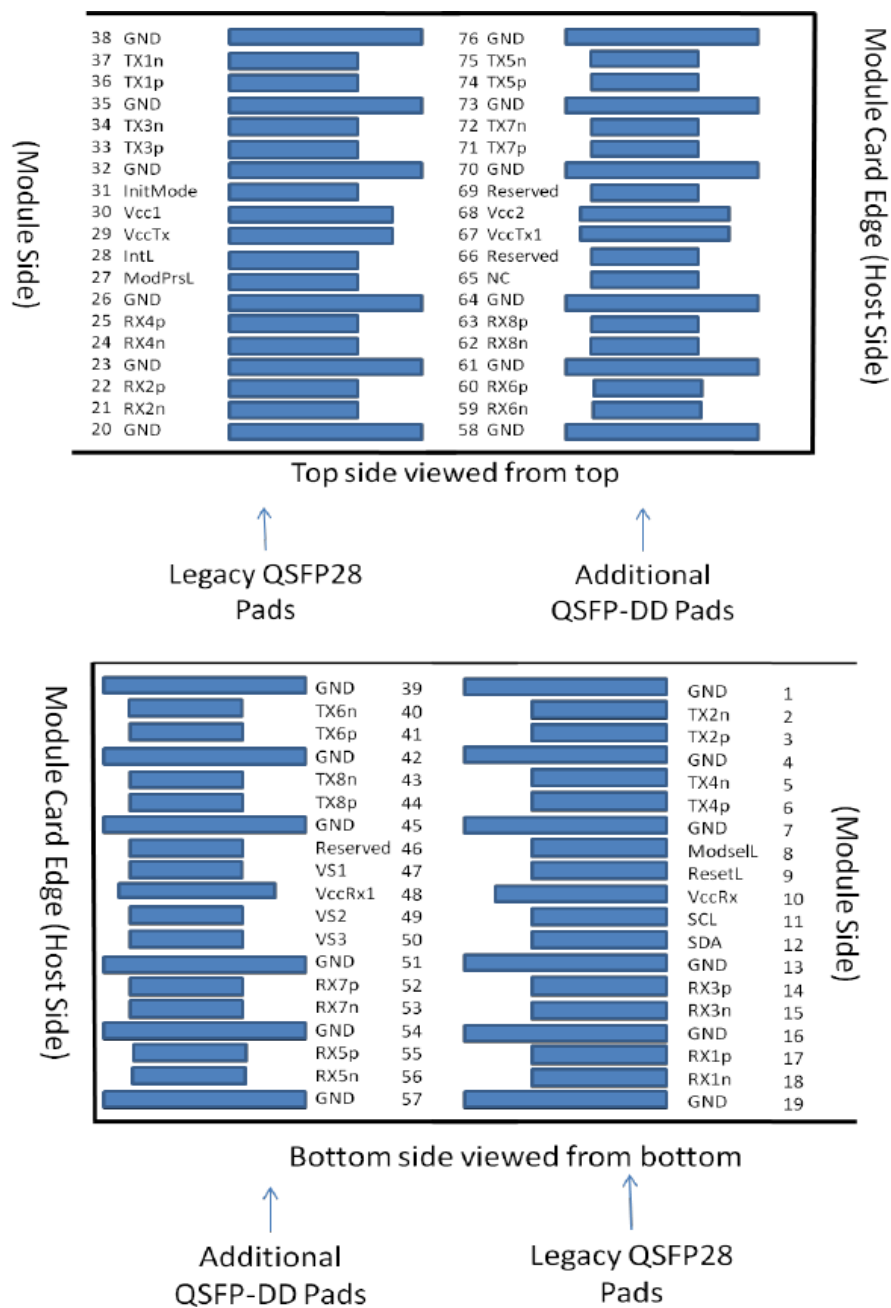 38 GND 76 GND
37 TX1n 75 TX5n
36 TX1p 74 TX5p
35 GND 73 GND
34 TX3n 72 TX7n
33 TX3p 71 TX7p
32 GND 70 GND
31 InitMode 69 Reserved
30 Vcc1 68 Vcc2
29 VccTx 67 VccTx1
28 IntL 66 Reserved
27 ModPrsL 65 NC
26 GND 64 GND
25 RX4p 63 RX8p
24 RX4n 62 RX8n
23 GND 61 GND
22 RX2p 60 RX6p
21 RX2n 59 RX6n
20 GND 58 GND
(Module Side)
Module Card Edge (Host Side)
Top side viewed from top
Legacy QSFP28
Pads
Additional
QSFP-DD Pads
Module Card Edge (Host Side)
GND 39 GND 1
TX6n 40 TX2n 2
TX6p 41 TX2p 3
GND 42 GND 4
TX8n 43 TX4n 5
TX8p 44 TX4p 6
GND 45 GND 7
Reserved 46 ModselL 8
VS1 47 ResetL 9
VccRx1 48 VccRx 10
VS2 49 SCL 11
VS3 50 SDA 12
GND 51 GND 13
RX7p 52 RX3p 14
RX7n 53 RX3n 15
GND 54 GND 16
RX5p 55 RX1p 17
RX5n 56 RX1n 18
GND 57 GND 19
(Module Side)
Bottom side viewed from bottom
Additional
QSFP-DD Pads
Legacy QSFP28
Pads